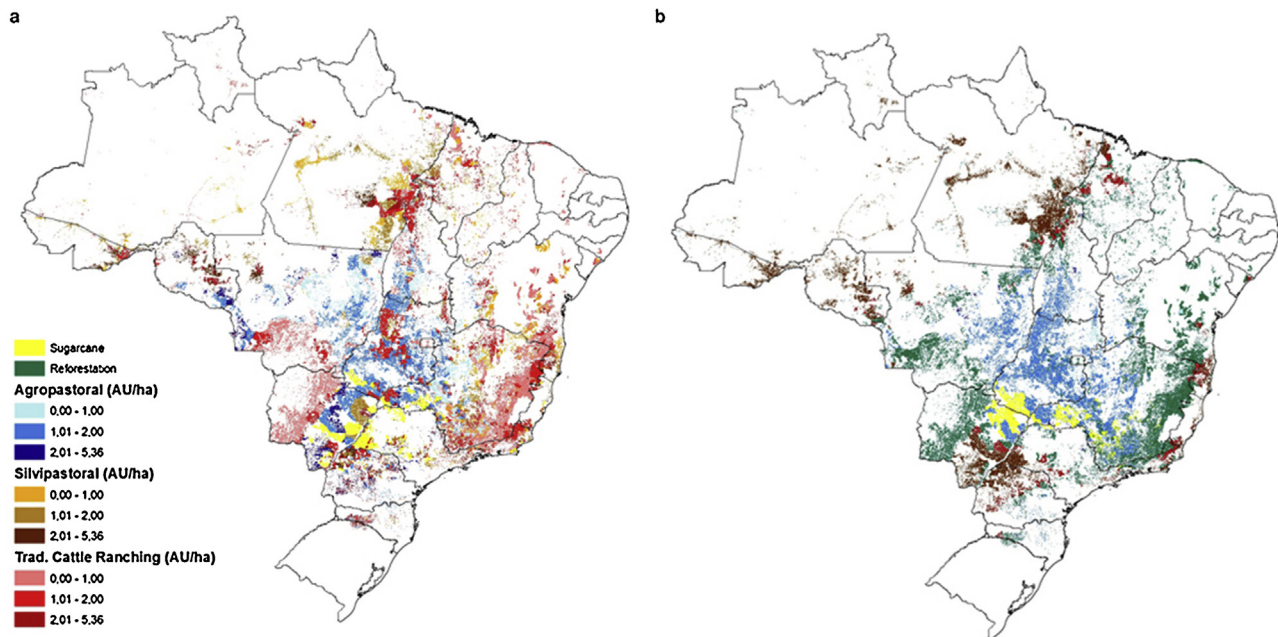 a
b
Sugarcane
Reforestation
Agropastoral (AU/ha)
0,00 - 1,00
1,01 - 2,00
2,01 - 5,36
Silvipastoral (AU/ha)
0,00 - 1,00
1,01 - 2,00
2,01 - 5,36
Trad. Cattle Ranching (AU/ha)
0,00 - 1,00
1,01 - 2,00
2,01 - 5,36